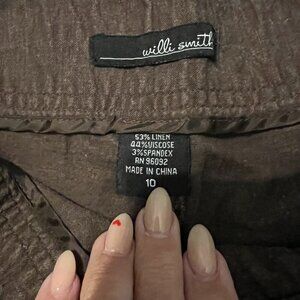 willi smith
53% LINEN
44% VISCOSE
3% SPANDEX
RN 96092
MADE IN CHINA
10